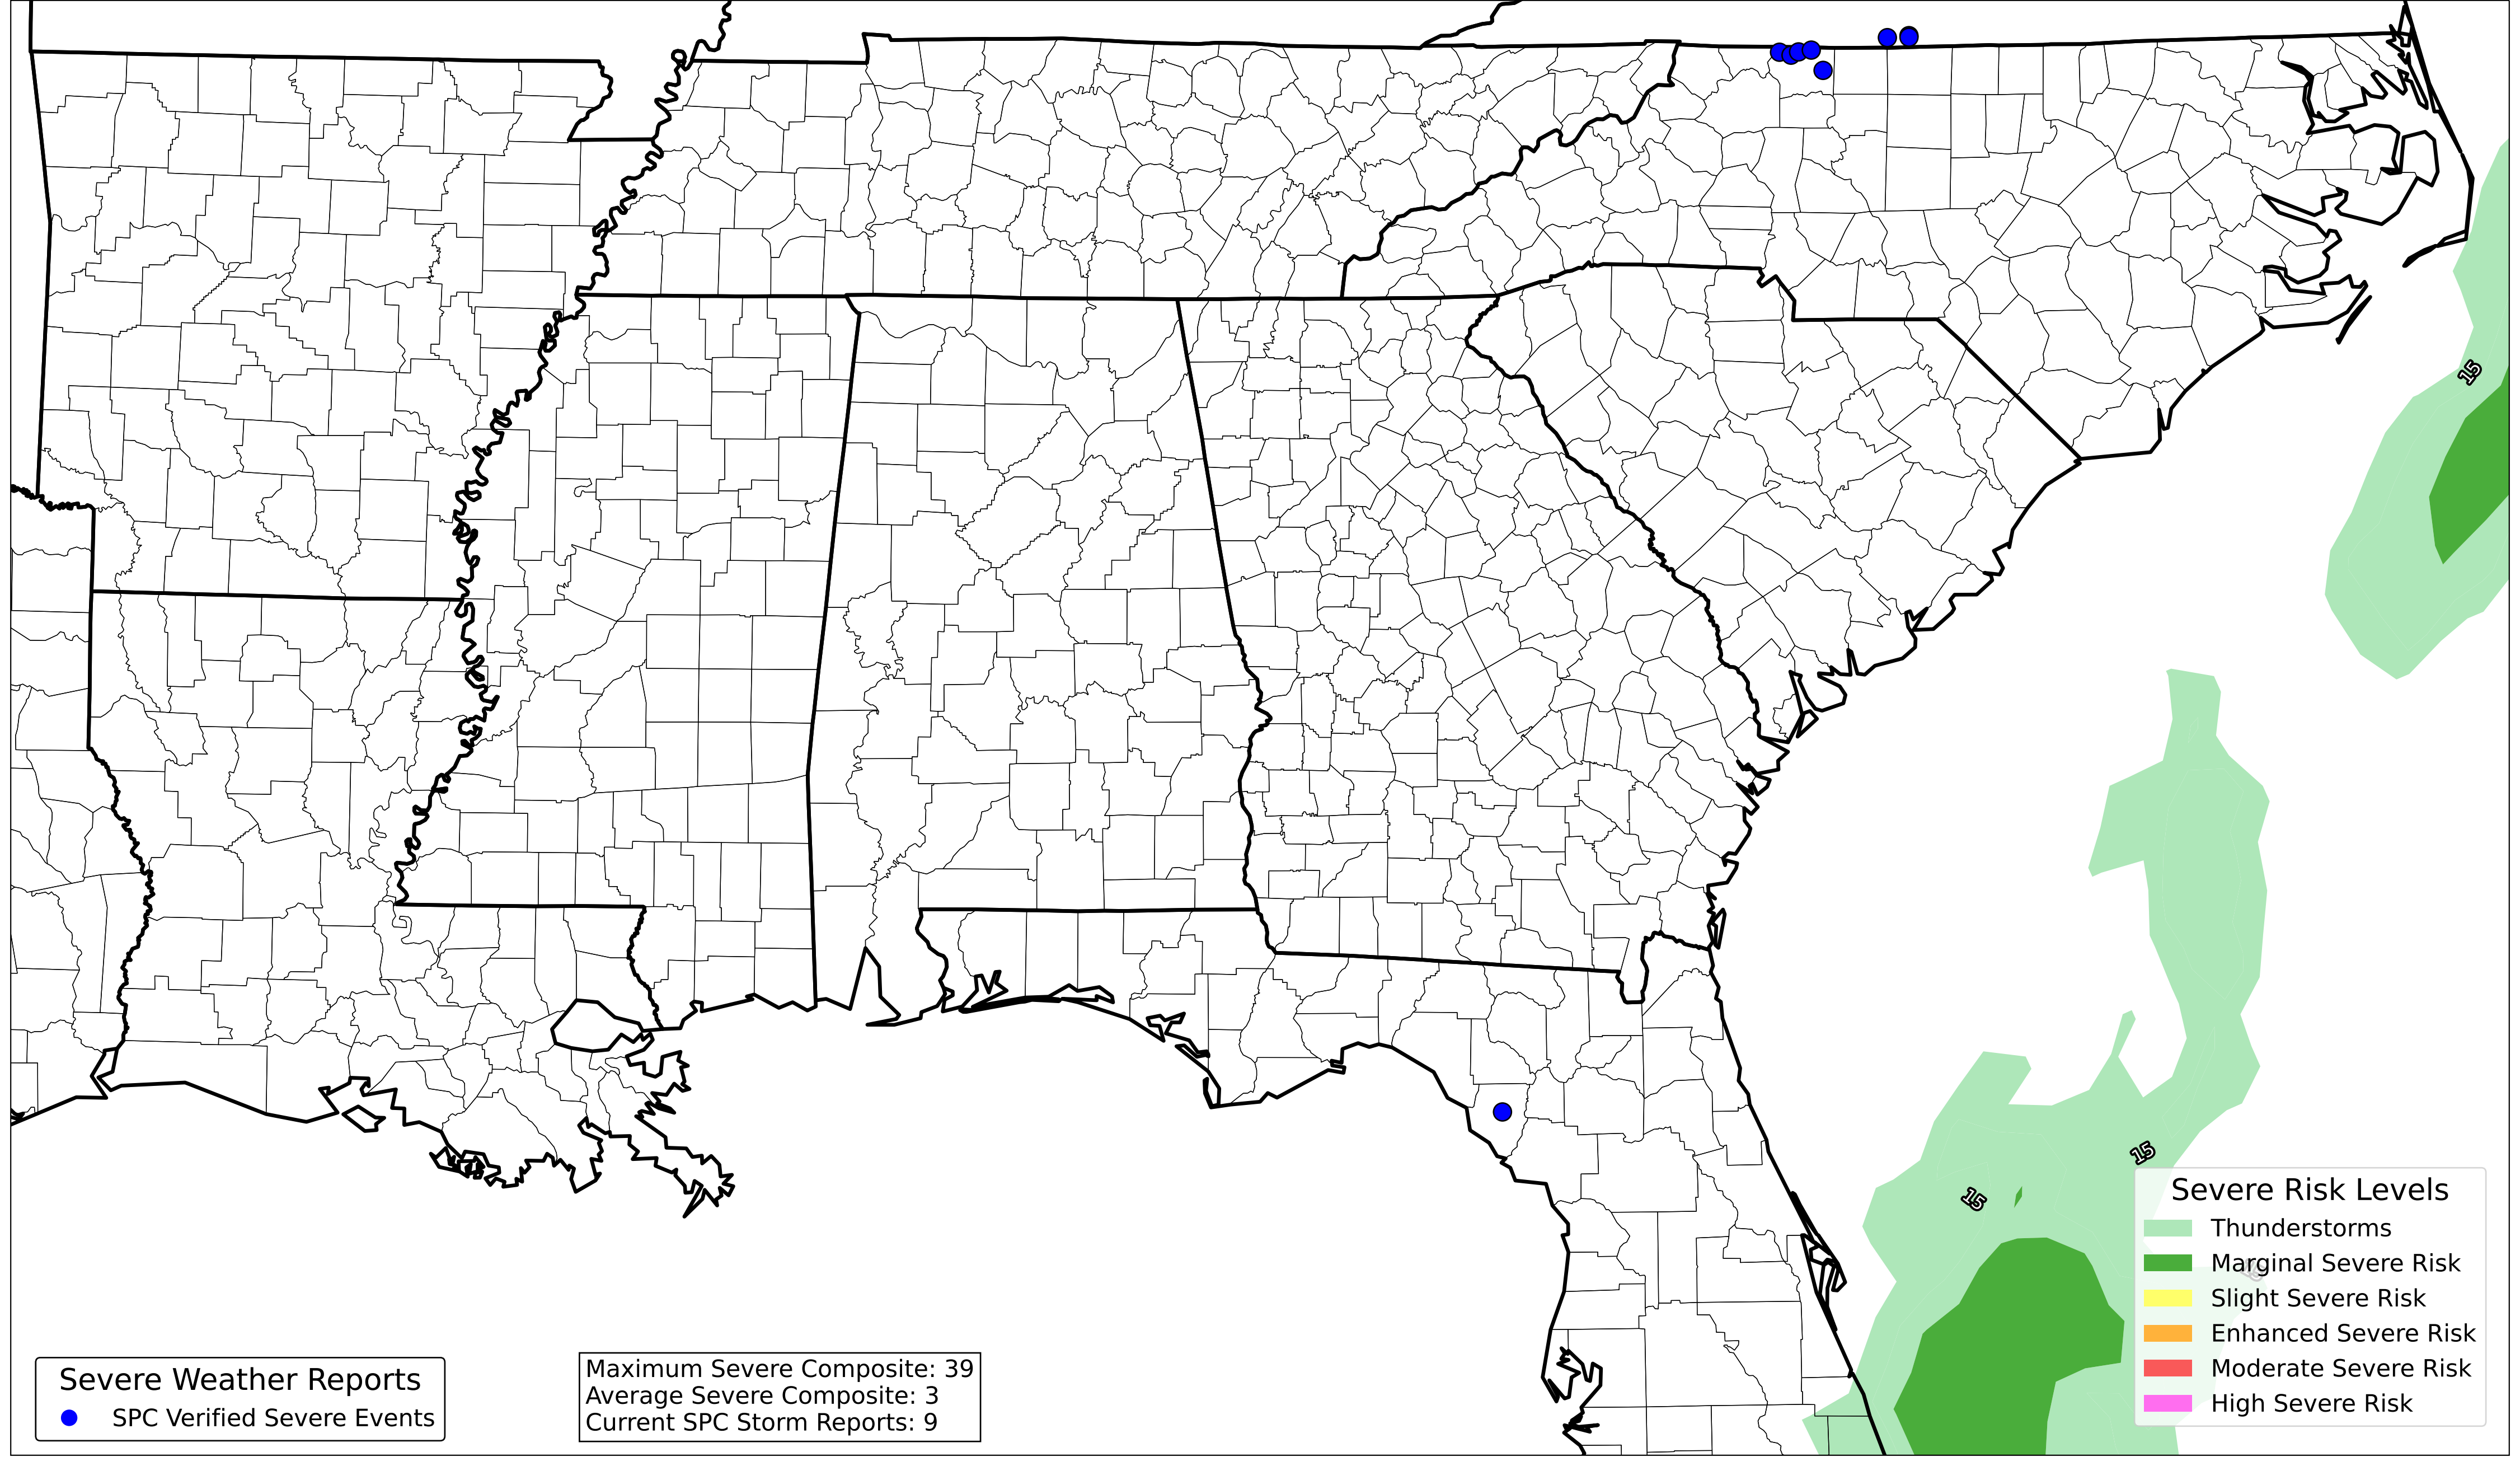 15
15
15
Severe Risk Levels
Thunderstorms
Marginal Severe Risk
Slight Severe Risk
Enhanced Severe Risk
Moderate Severe Risk
High Severe Risk
Severe Weather Reports
SPC Verified Severe Events
Maximum Severe Composite: 39
Average Severe Composite: 3
Current SPC Storm Reports: 9